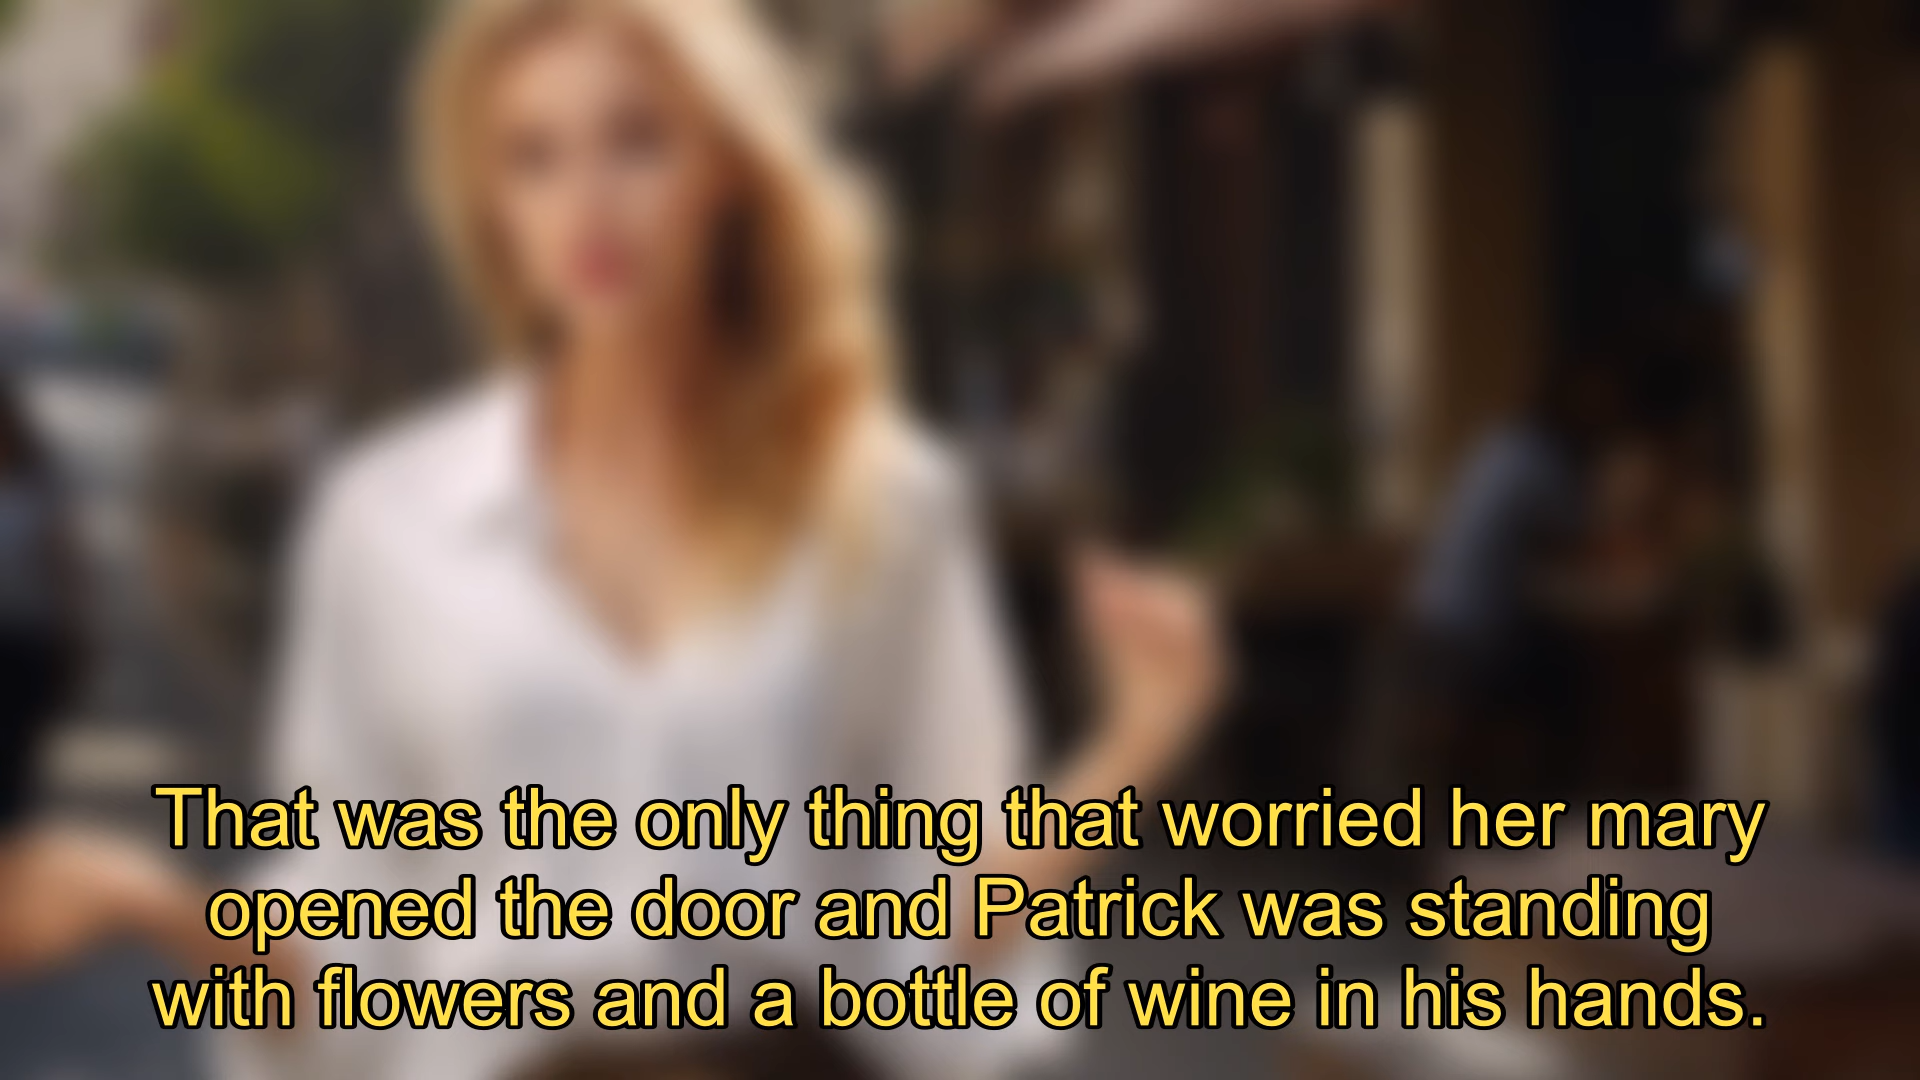 That was the only thing that worried her mary
opened the door and Patrick was standing
with flowers and a bottle of wine in his hands.